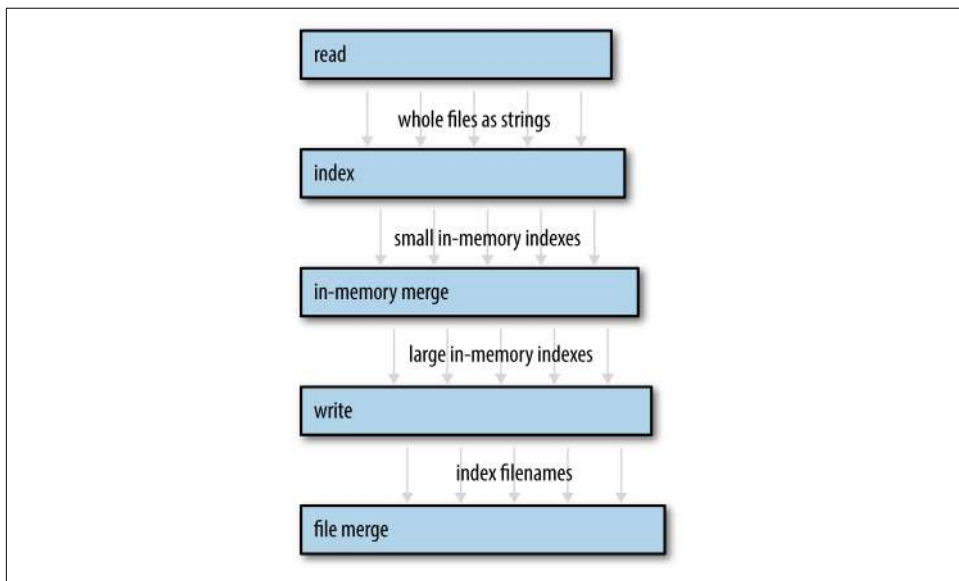 read
whole files as strings
index
small in-memory indexes
in-memory merge
large in-memory indexes
write
index filenames
file merge